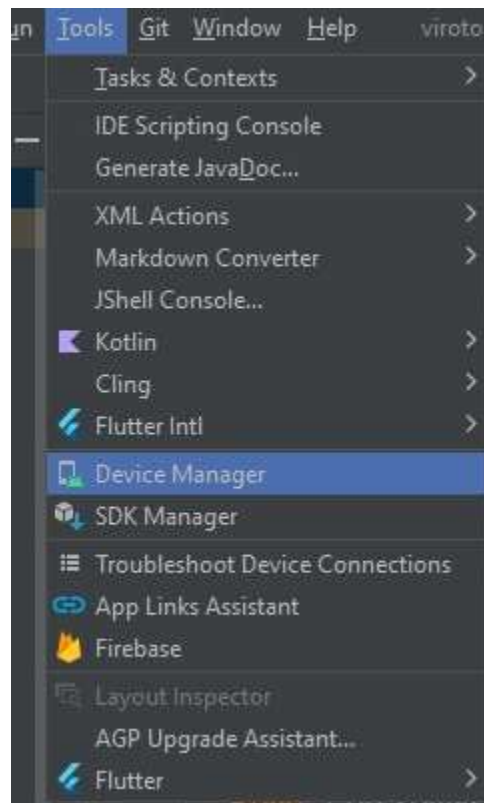 Tools Git Window Help
Tasks & Contexts
IDE Scripting Console
Generate JavaDoc...
XML Actions
Markdown Converter
JShell Console...
Kotlin
Cling
Flutter Intl
Device Manager
SDK Manager
Troubleshoot Device Connections
App Links Assistant
Firebase
Layout Inspector
AGP Upgrade Assistant...
Flutter